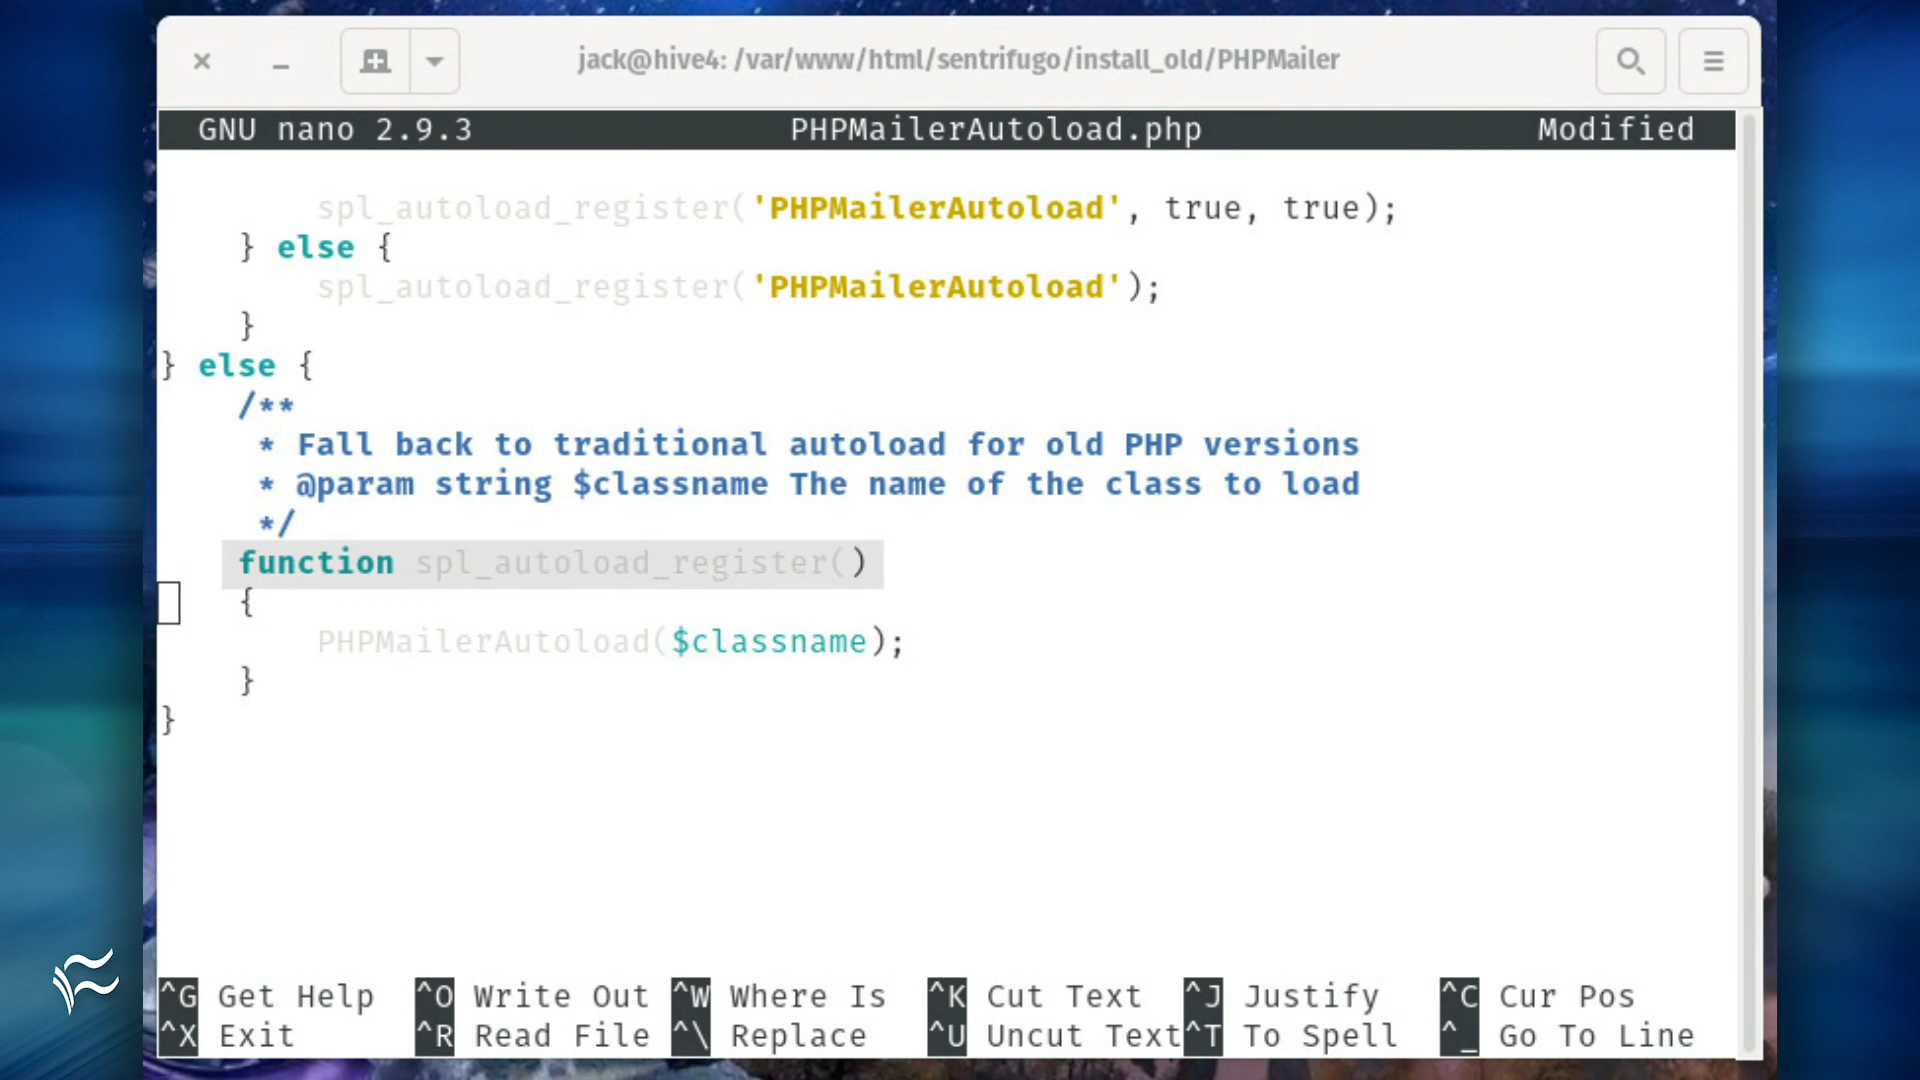 jack@hive4: /var/www/html/sentrifugo/install_old/PHPMailer
GNU nano 2.9.3 PHPMailerAutoload.php Modified
spl_autoload_register('PHPMailerAutoload', true, true);
} else {
spl_autoload_register('PHPMailerAutoload');
}
} else {
/**
* Fall back to traditional autoload for old PHP versions
* @param string $classname The name of the class to load
*/
function spl_autoload_register()
{
PHPMailerAutoload($classname);
}
}
^G Get Help ^O Write Out ^W Where Is ^K Cut Text ^J Justify ^C Cur Pos
^X Exit ^R Read File ^\ Replace ^U Uncut Text ^T To Spell ^_ Go To Line